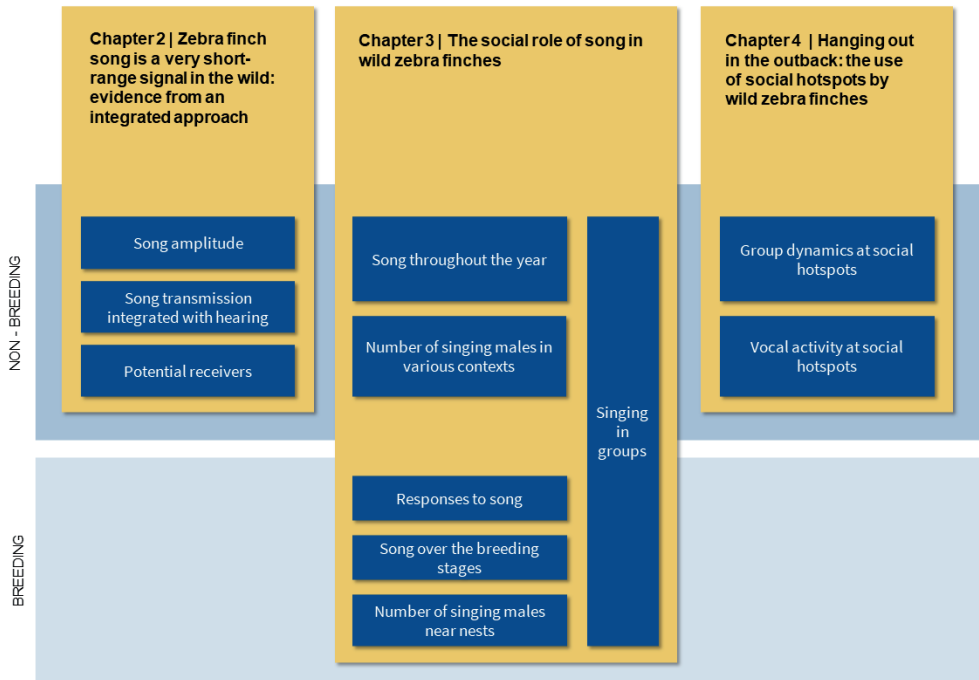 Chapter 2 | Zebra finch
song is a very short-
range signal in the wild:
evidence from an
integrated approach
Song amplitude
Song transmission
integrated with hearing
Potential receivers
Chapter 3 | The social role of song in
wild zebra finches
Song throughout the year
Number of singing males in
various contexts
Singing
in
groups
Responses to song
Song over the breeding
stages
Number of singing males
near nests
Chapter 4 | Hanging out
in the outback: the use
of social hotspots by
wild zebra finches
Group dynamics at social
hotspots
Vocal activity at social
hotspots
NON - BREEDING
BREEDING